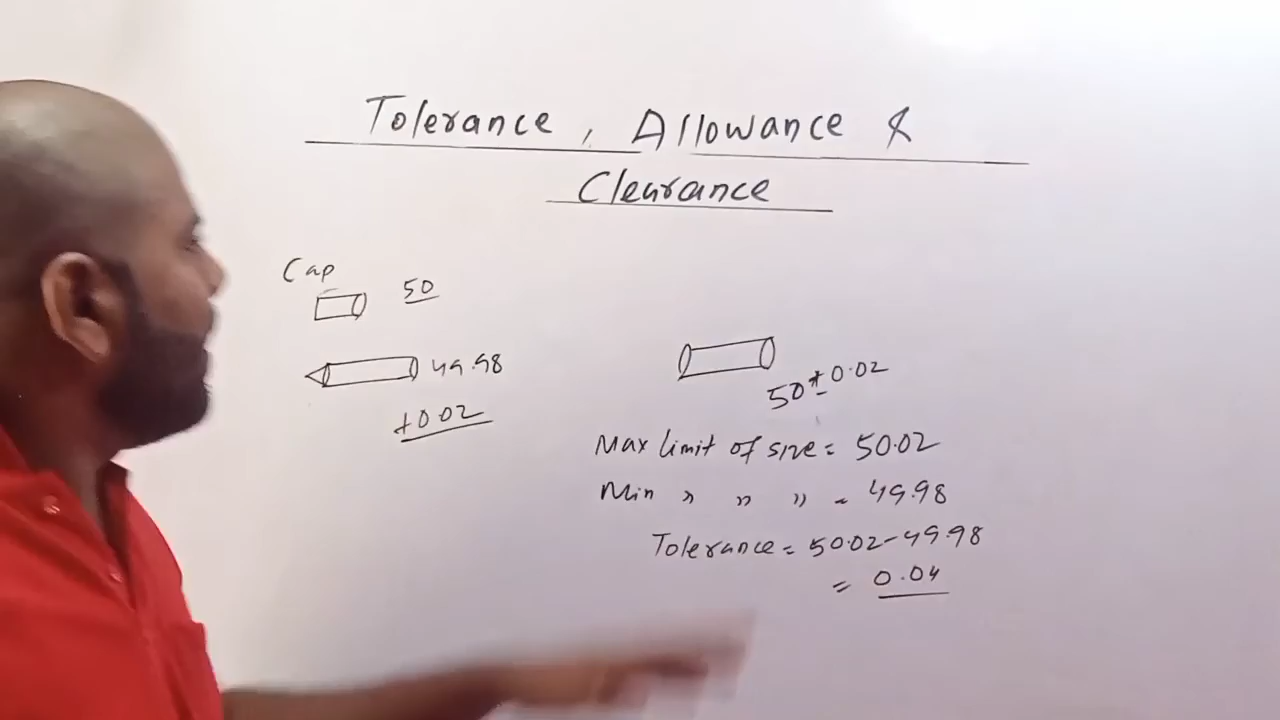 Tolerance, Allowance &
Clearance
Cap
50
49.98
+0.02
50±0.02
Max limit of size = 50.02
Min " " " = 49.98
Tolerance = 50.02-49.98
= 0.04